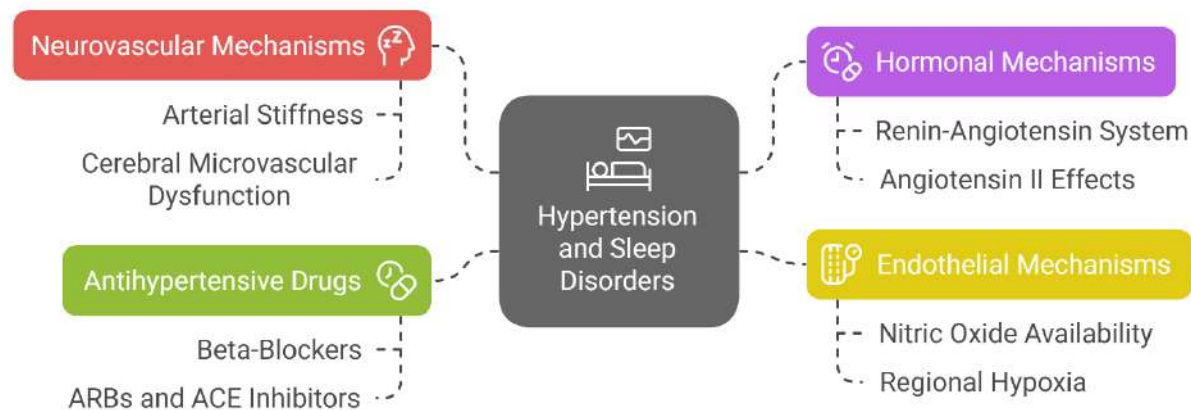 Neurovascular Mechanisms
Arterial Stiffness
Cerebral Microvascular
Dysfunction
Antihypertensive Drugs
Beta-Blockers
ARBs and ACE Inhibitors
Hypertension
and Sleep
Disorders
Hormonal Mechanisms
Renin-Angiotensin System
Angiotensin II Effects
Endothelial Mechanisms
Nitric Oxide Availability
Regional Hypoxia